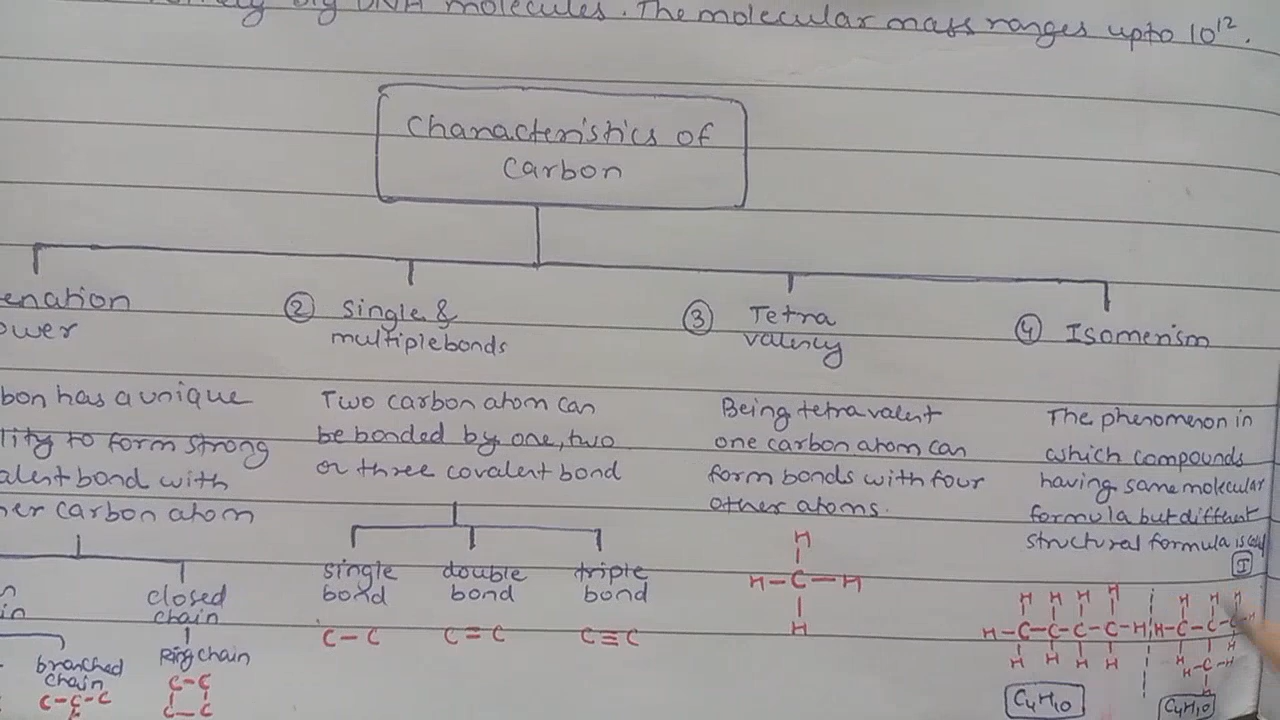 big DNA molecules. The molecular mass ranges upto 10¹².
Characteristics of
Carbon
enation
ower
bon has a unique
lity to form strong
alent bond with
her carbon atom
closed
chain
branched
chain
C-C-C
Ring chain
C-C
C-C
② Single &
multiple bonds
Two carbon atom can
be bonded by one, two
or three covalent bond
single
bond
double
bond
triple
bond
C-C
C=C
C≡C
③ Tetra
valency
Being tetravalent
one carbon atom can
form bonds with four
other atoms.
H
H-C-H
H
④ Isomerism
The phenomenon in
which compounds
having same molecular
formula but different
structural formula is
I
H H H H
H-C-C-C-C-H
H H H H
C₄H₁₀
H H H
H-C-C-C-H
H
H-C-H
H
C₄H₁₀